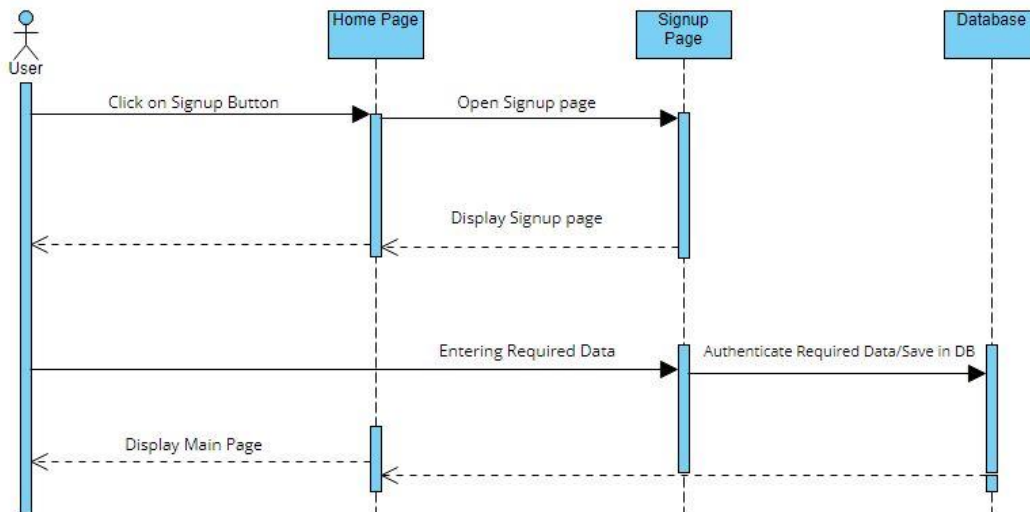 Home Page
Signup
Page
Database
User
Click on Signup Button
Open Signup page
Display Signup page
Entering Required Data
Authenticate Required Data/Save in DB
Display Main Page